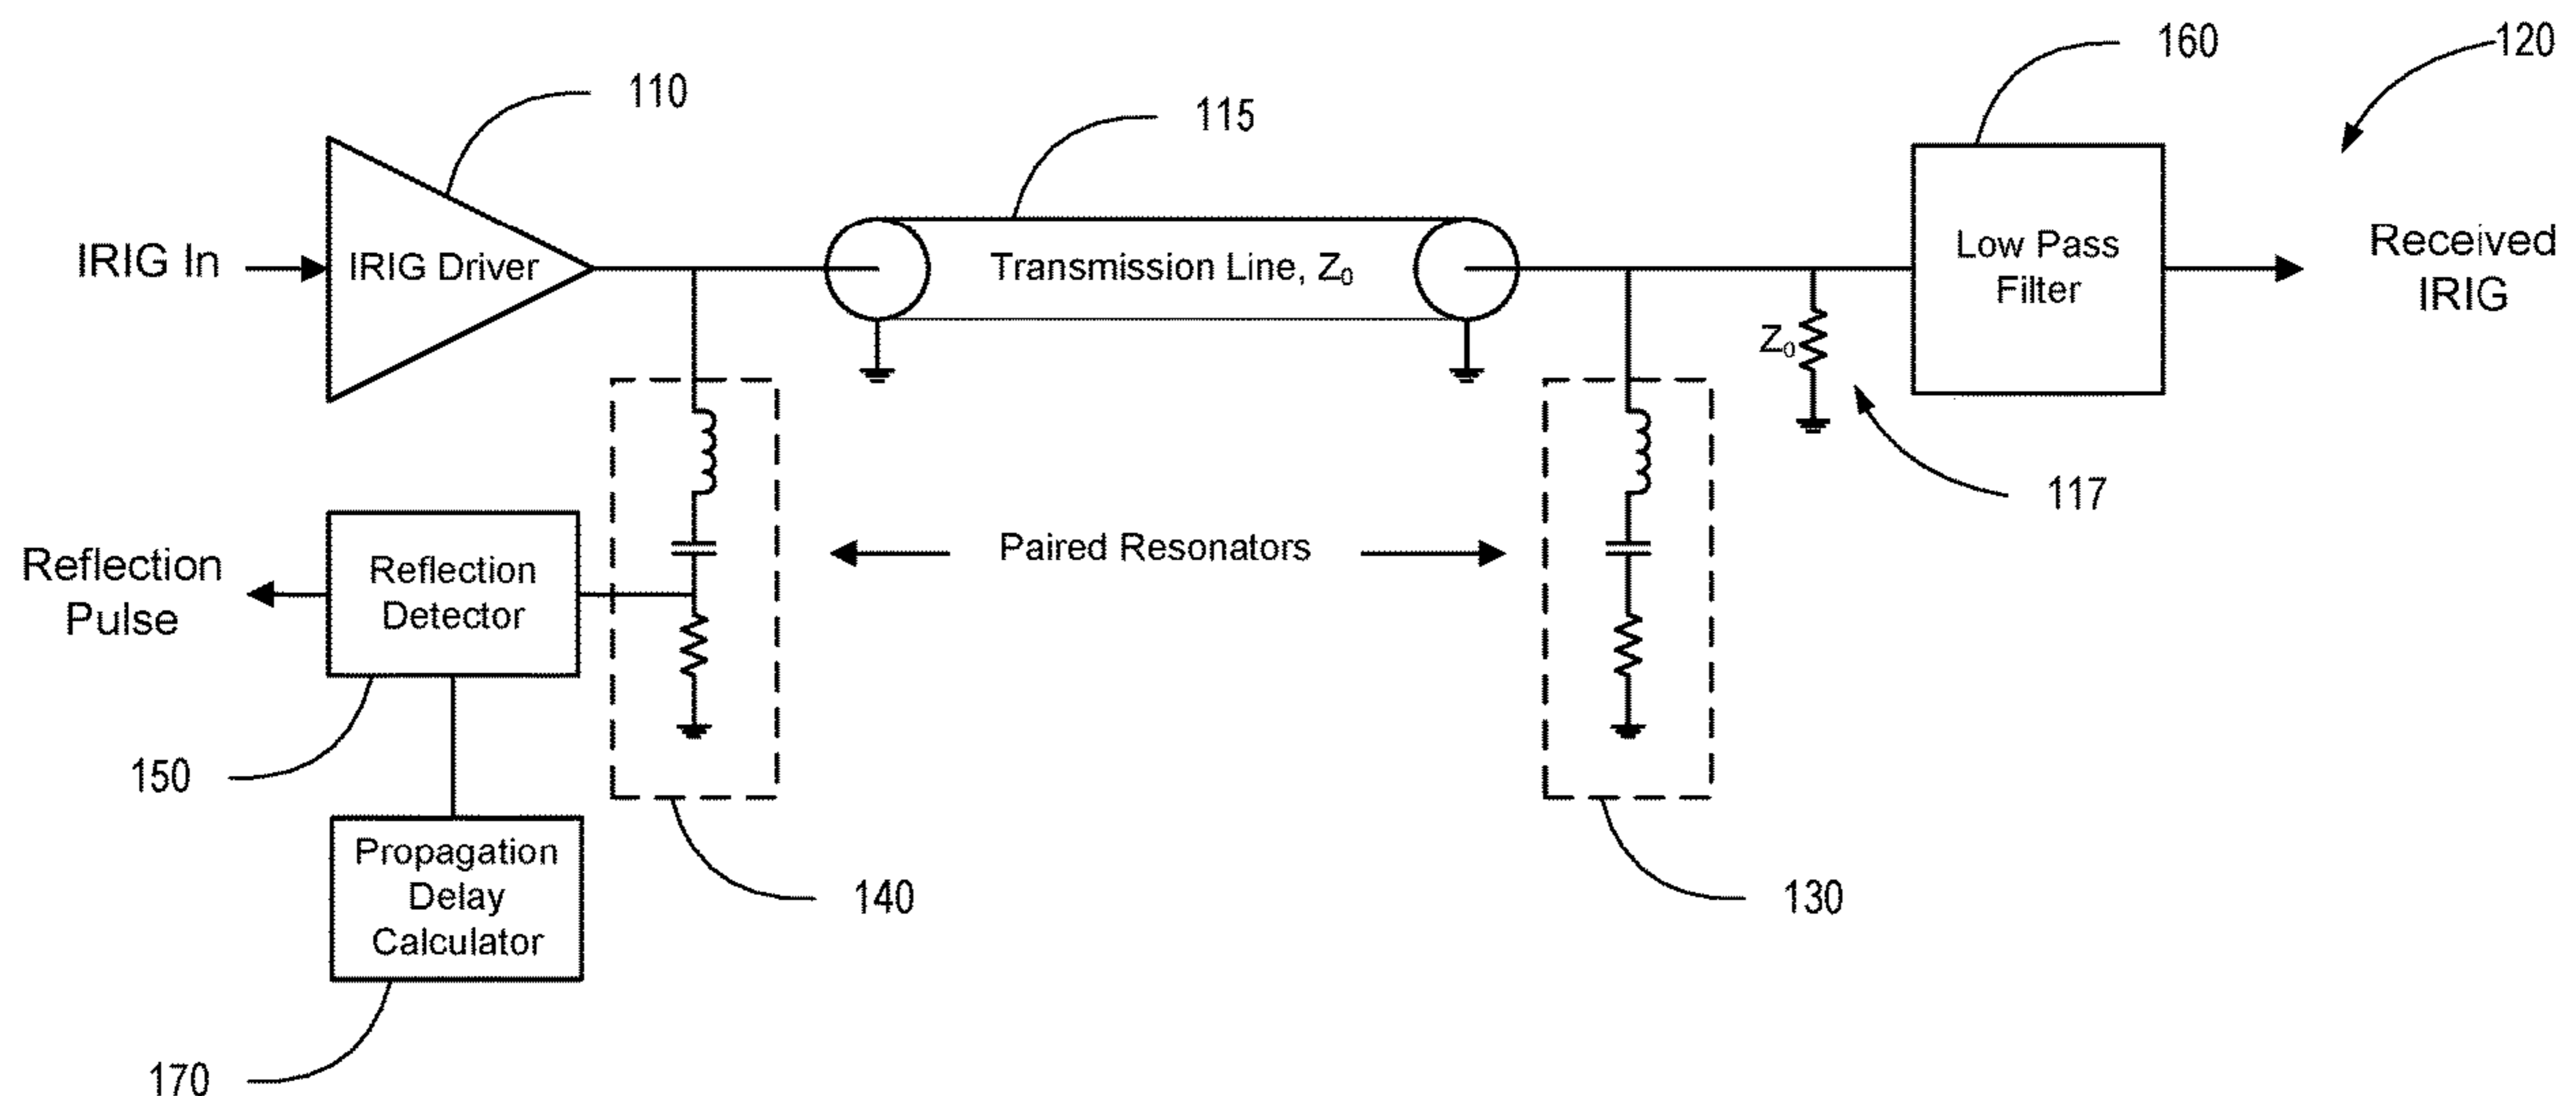 160
120
110
115
IRIG In
IRIG Driver
Transmission Line, Z₀
Low Pass
Filter
Received
IRIG
Z₀
117
Reflection
Pulse
Reflection
Detector
Paired Resonators
150
Propagation
Delay
Calculator
140
130
170